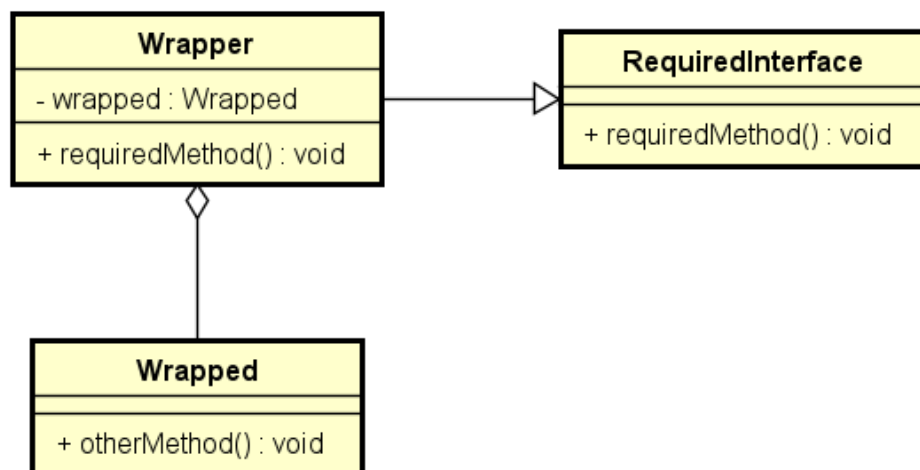 Wrapper
- wrapped : Wrapped
+ requiredMethod() : void
RequiredInterface
+ requiredMethod() : void
Wrapped
+ otherMethod() : void